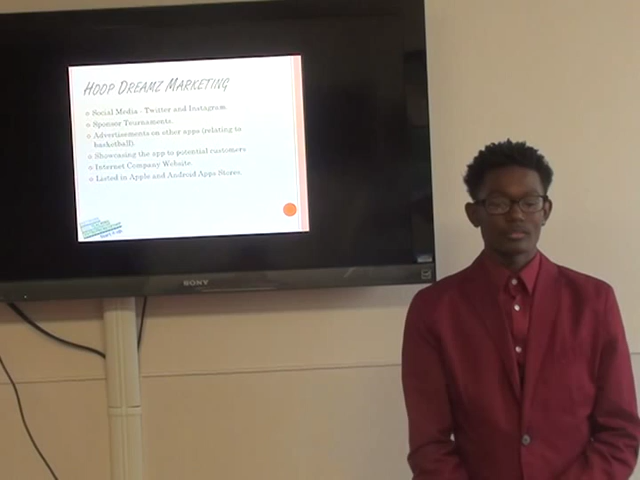 HOOP DREAMZ MARKETING
Social Media - Twitter and Instagram.
Sponsor Tournaments.
Advertisements on other apps (relating to
basketball)
Showcasing the app to potential customers
Internet Company Website.
Listed in Apple and Android Apps Stores.
SONY